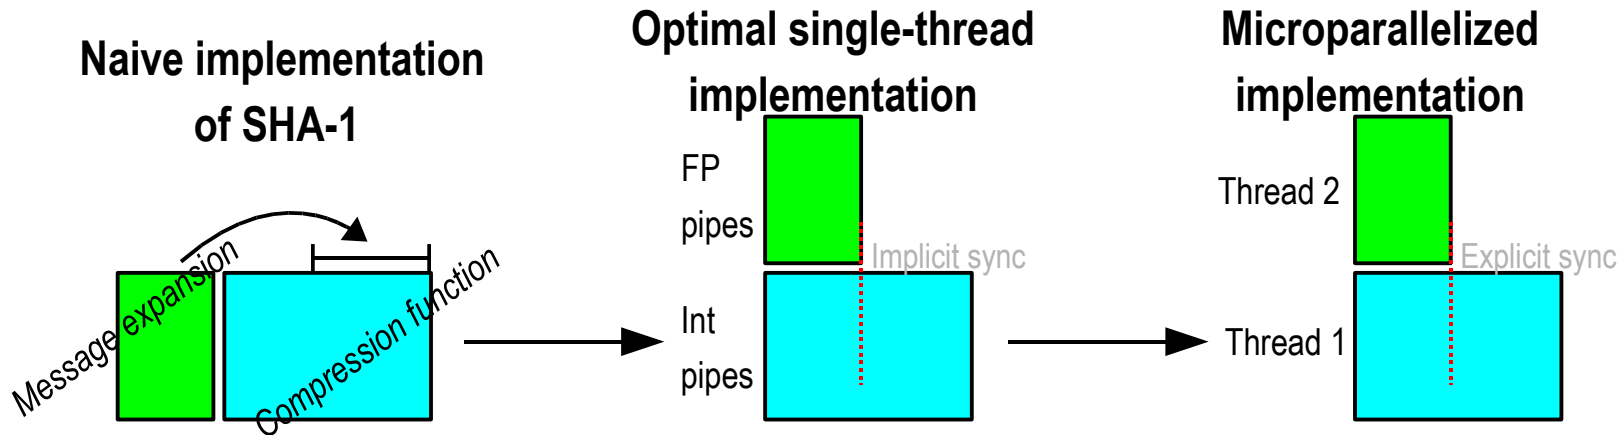 Naive implementation
of SHA-1
Message expansion
Compression function
Optimal single-thread
implementation
FP
pipes
Implicit sync
Int
pipes
Microparallelized
implementation
Thread 2
Explicit sync
Thread 1